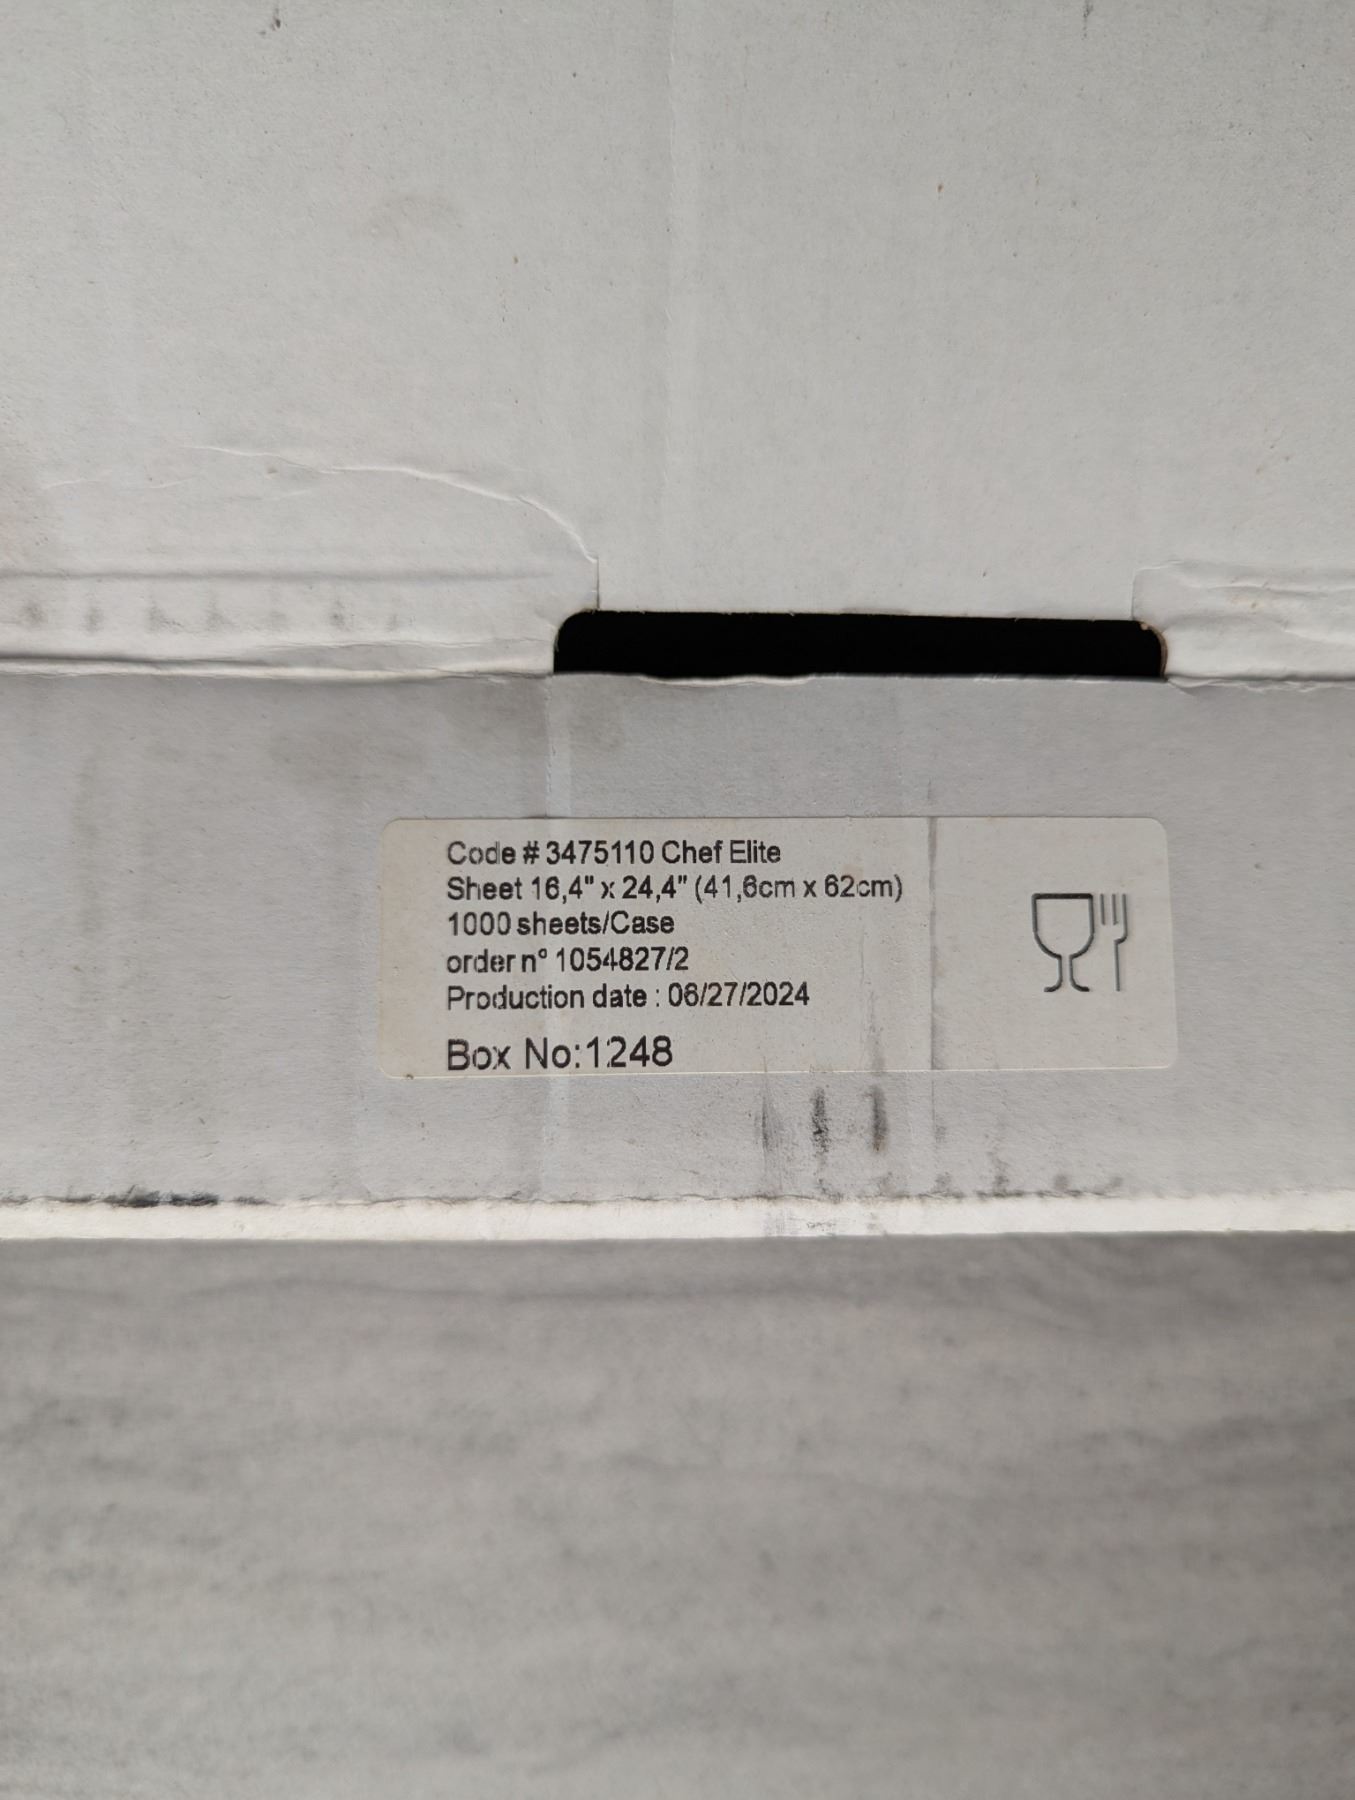 Code # 3475110 Chef Elite
Sheet 16,4" x 24,4" (41,6cm x 62cm)
1000 sheets/Case
order n° 1054827/2
Production date : 06/27/2024
Box No:1248